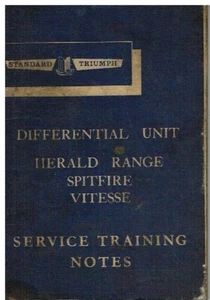 STANDARD TRIUMPH
DIFFERENTIAL UNIT
HERALD RANGE
SPITFIRE
VITESSE
SERVICE TRAINING
NOTES